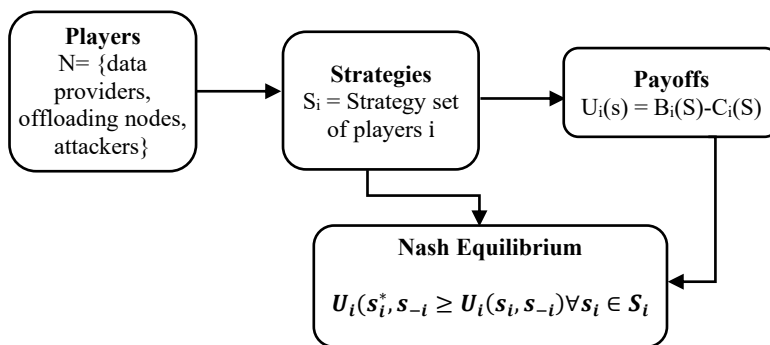 Players
N= {data
providers,
offloading nodes,
attackers}
Strategies
Sᵢ = Strategy set
of players i
Payoffs
Uᵢ(s) = Bᵢ(S)-Cᵢ(S)
Nash Equilibrium
𝑼ᵢ(𝒔ᵢ*, 𝒔₋ᵢ ≥ 𝑼ᵢ(𝒔ᵢ, 𝒔₋ᵢ)∀𝒔ᵢ ∈ 𝑺ᵢ